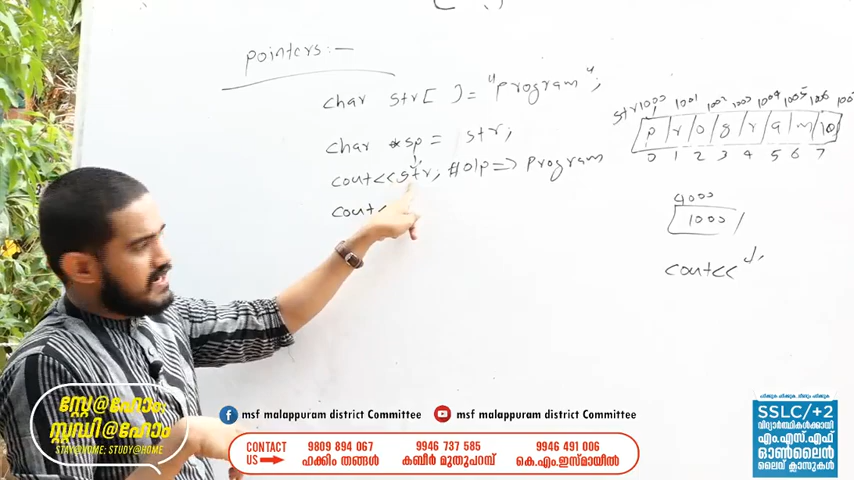 pointers:-
char str[ ] = "program";
str 1000 1001 1002 1003 1004 1005 1006
p r o g r a m \0
0 1 2 3 4 5 6 7
char *sp = str;
cout<<str; #o/p => program
cout<
4000
1000
cout<<
സ്റ്റേ@ഹോം;
സ്റ്റഡി@ഹോം
STAY@HOME; STUDY@HOME
msf malappuram district Committee
msf malappuram district Committee
CONTACT US
9809 894 067
ഹക്കിം തങ്ങൾ
9946 737 585
കബീർ മുതുപറമ്പ്
9946 491 006
കെ.എം.ഇസ്മായീൽ
SSLC/+2
വിദ്യാർത്ഥികൾക്കായി
എം.എസ്.എഫ്
ഓൺലൈൻ
ലൈവ് ക്ലാസുകൾ